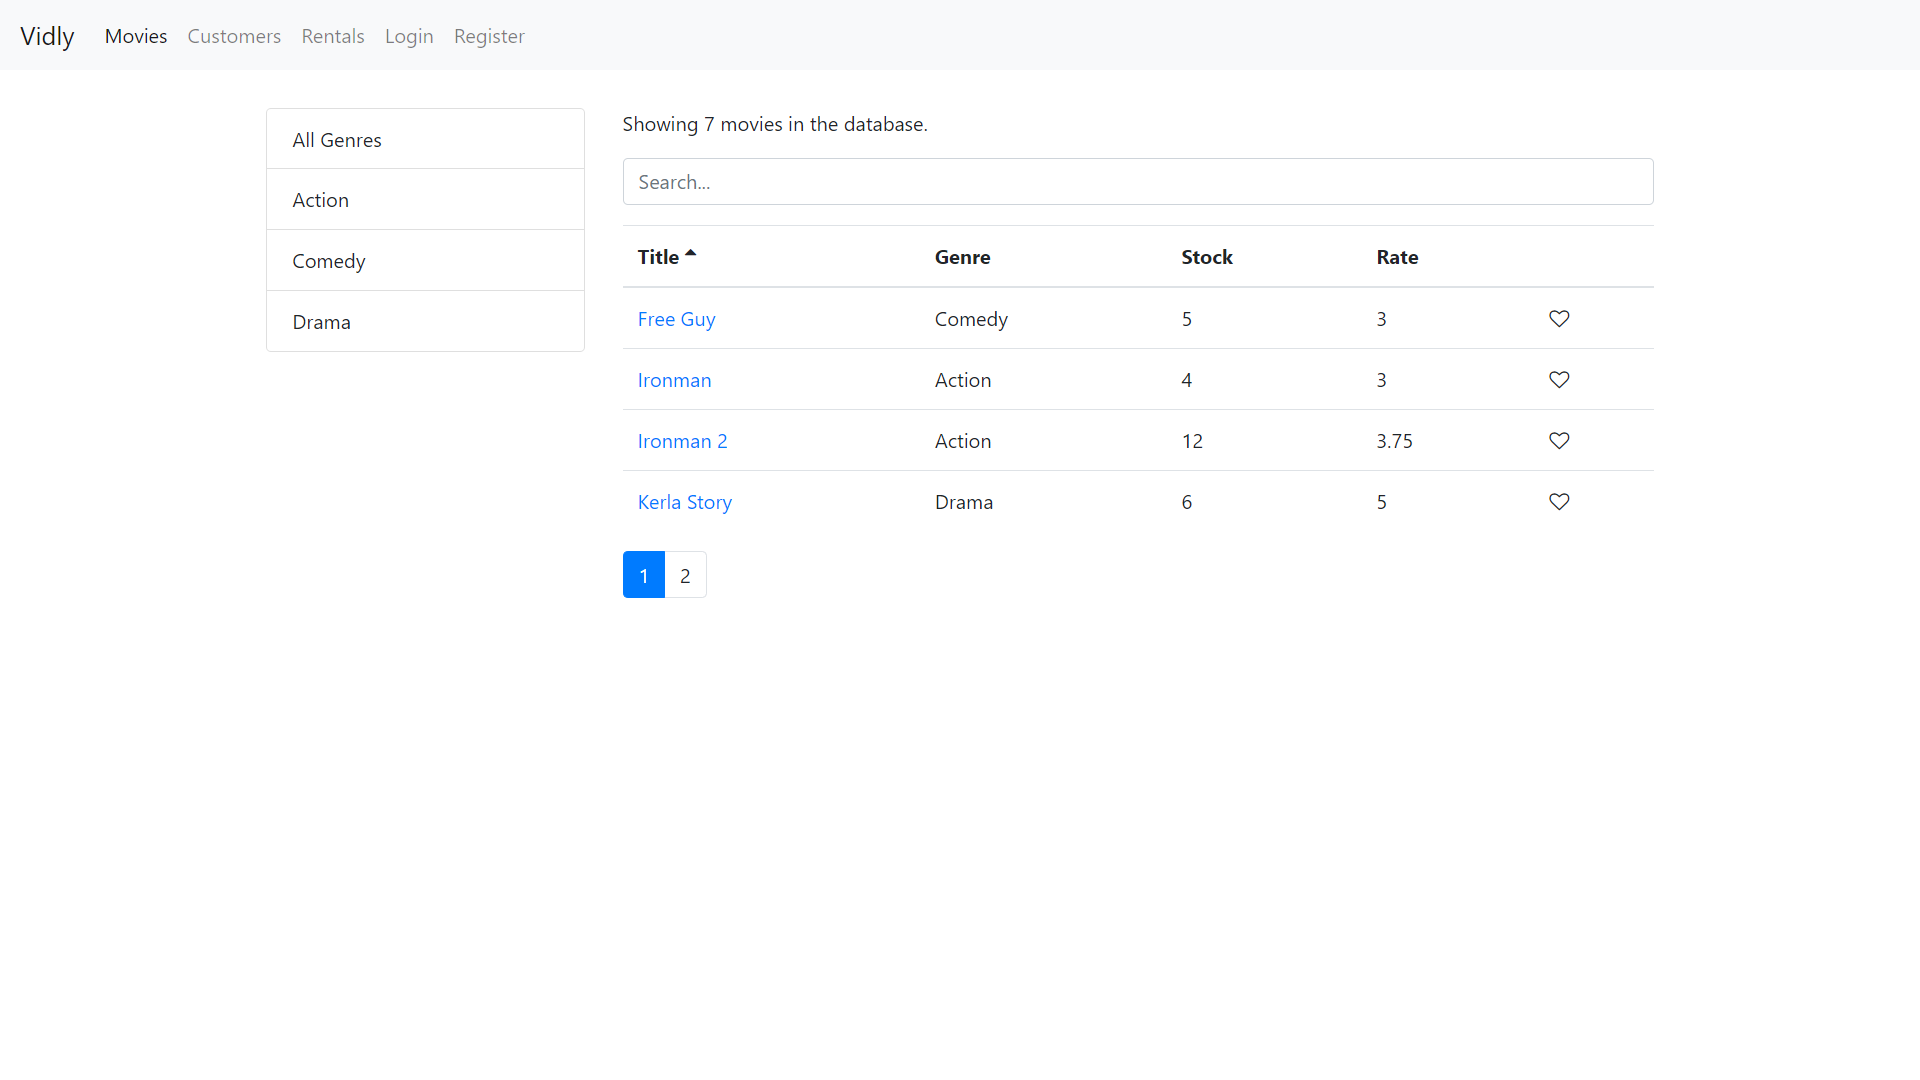 Vidly Movies Customers Rentals Login Register
All Genres
Action
Comedy
Drama
Showing 7 movies in the database.
Search...
Title Genre Stock Rate
Free Guy Comedy 5 3
Ironman Action 4 3
Ironman 2 Action 12 3.75
Kerla Story Drama 6 5
1 2